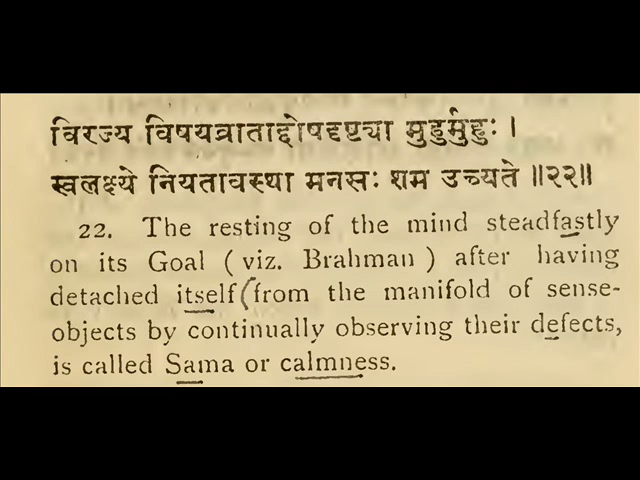 विरज्य विषयव्राताद्दोषदृष्ट्या मुहुर्मुहुः ।
स्वलक्ष्ये नियतावस्था मनसः शम उच्यते ॥२२॥
22. The resting of the mind steadfastly
on its Goal ( viz. Brahman ) after having
detached itself (from the manifold of sense-
objects by continually observing their defects,
is called Sama or calmness.